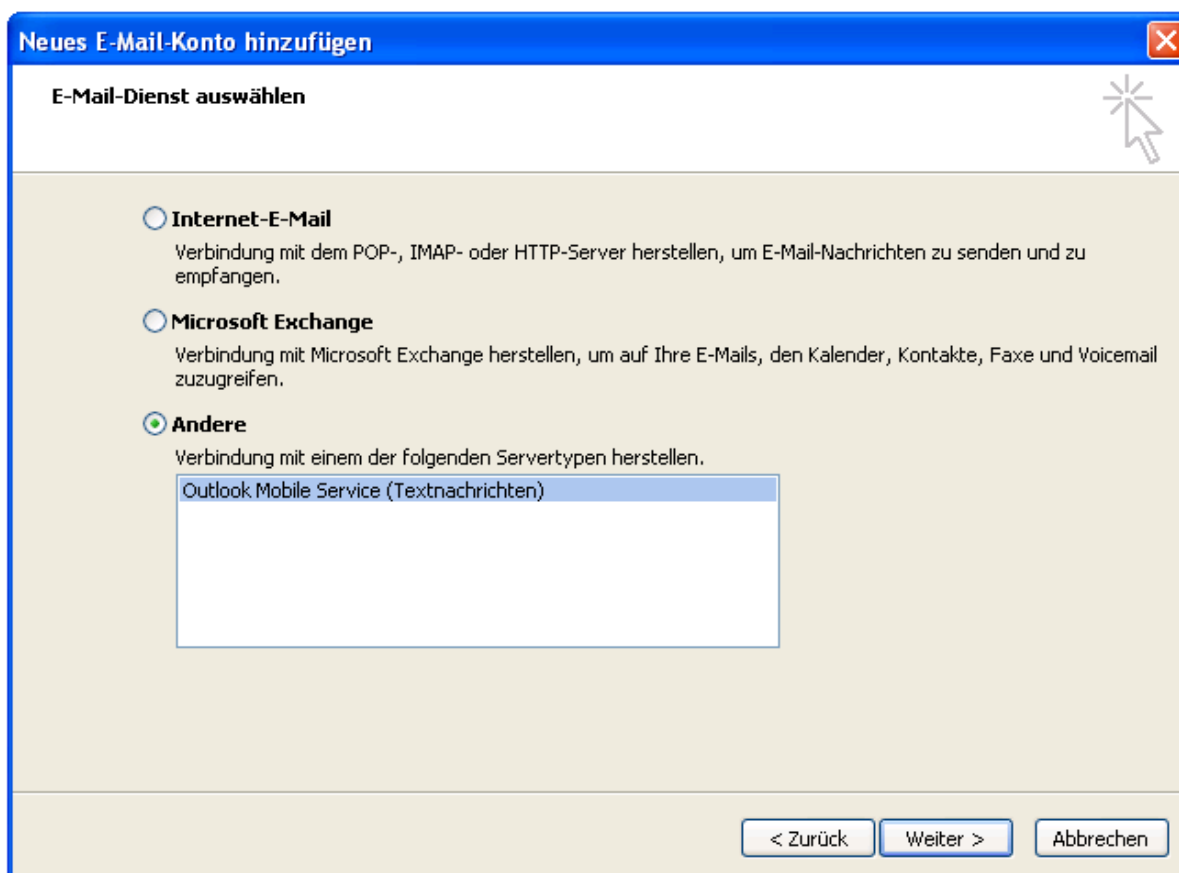 Neues E-Mail-Konto hinzufügen
E-Mail-Dienst auswählen
Internet-E-Mail
Verbindung mit dem POP-, IMAP- oder HTTP-Server herstellen, um E-Mail-Nachrichten zu senden und zu
empfangen.
Microsoft Exchange
Verbindung mit Microsoft Exchange herstellen, um auf Ihre E-Mails, den Kalender, Kontakte, Faxe und Voicemail
zuzugreifen.
Andere
Verbindung mit einem der folgenden Servertypen herstellen.
Outlook Mobile Service (Textnachrichten)
< Zurück Weiter > Abbrechen